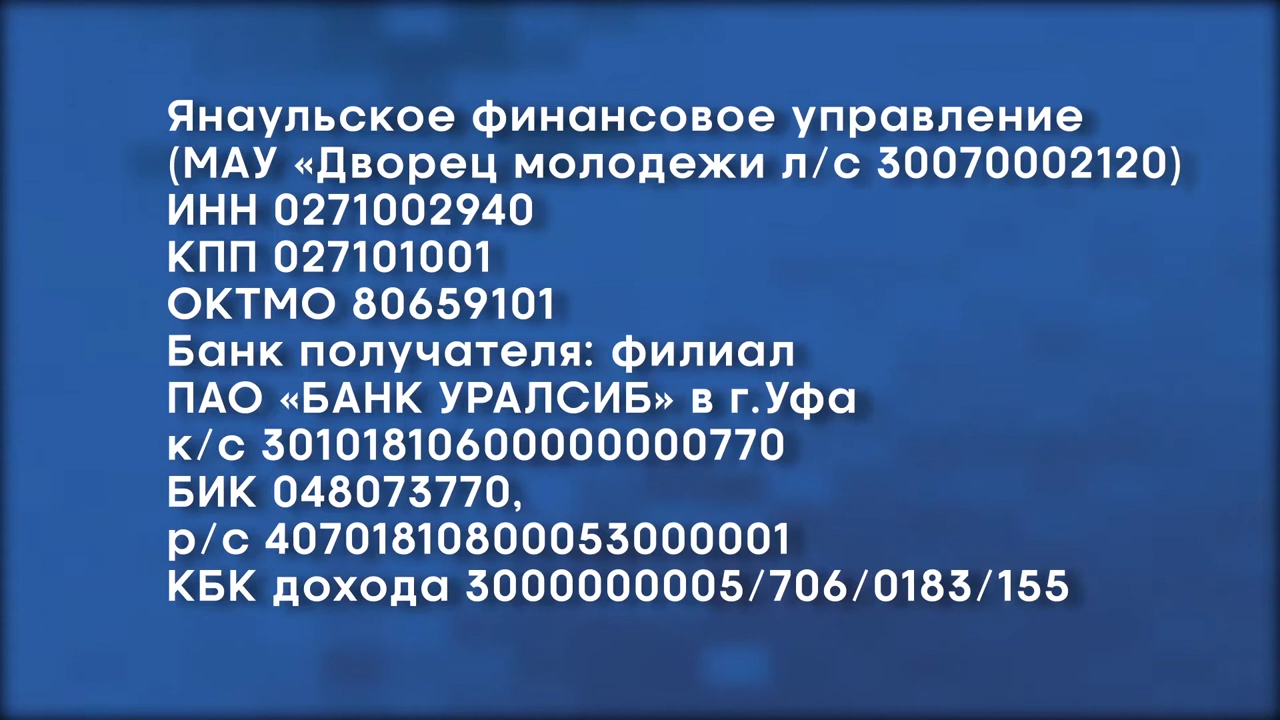 Янаульское финансовое управление
(МАУ «Дворец молодежи л/с 30070002120)
ИНН 0271002940
КПП 027101001
ОКТМО 80659101
Банк получателя: филиал
ПАО «БАНК УРАЛСИБ» в г.Уфа
к/с 30101810600000000770
БИК 048073770,
р/с 40701810800053000001
КБК дохода 3000000005/706/0183/155